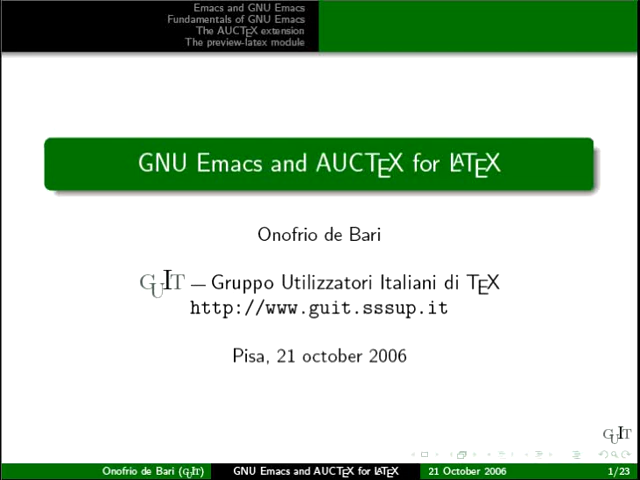 Emacs and GNU Emacs
Fundamentals of GNU Emacs
The AUCTEX extension
The preview-latex module
GNU Emacs and AUCTEX for LATEX
Onofrio de Bari
GUIT – Gruppo Utilizzatori Italiani di TEX
http://www.guit.sssup.it
Pisa, 21 october 2006
GUIT
Onofrio de Bari (GUIT) GNU Emacs and AUCTEX for LATEX 21 October 2006 1/23